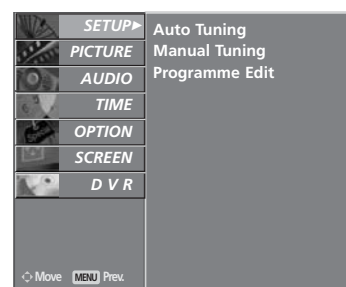 SETUP
PICTURE
AUDIO
TIME
OPTION
SCREEN
D V R
Auto Tuning
Manual Tuning
Programme Edit
Move MENU Prev.